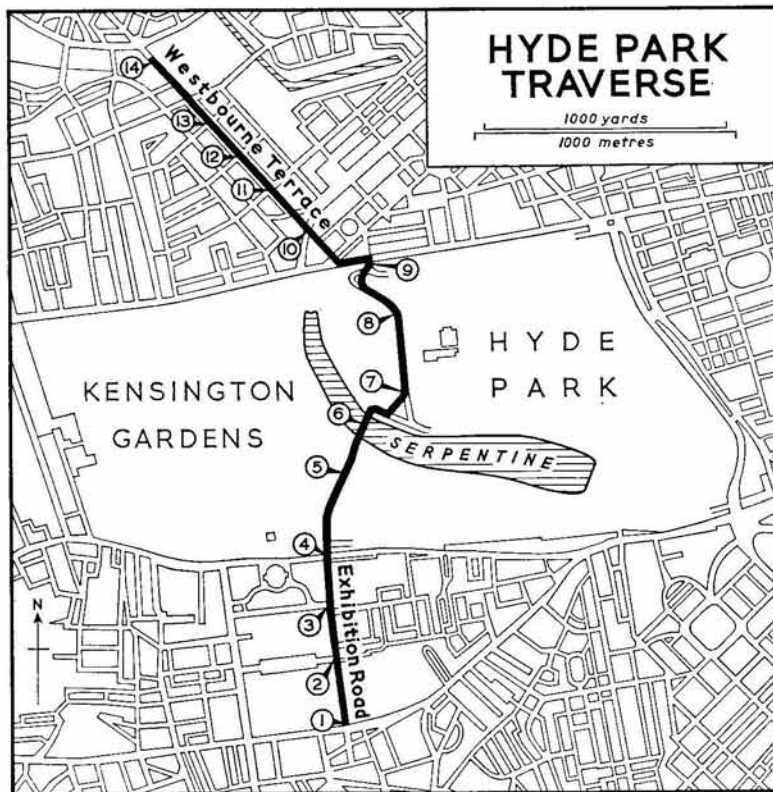 HYDE PARK
TRAVERSE
1000 yards
1000 metres
14
Westbourne Terrace
13
12
11
10
9
8
HYDE
PARK
7
KENSINGTON
GARDENS
6
SERPENTINE
5
4
Exhibition Road
3
N
2
1